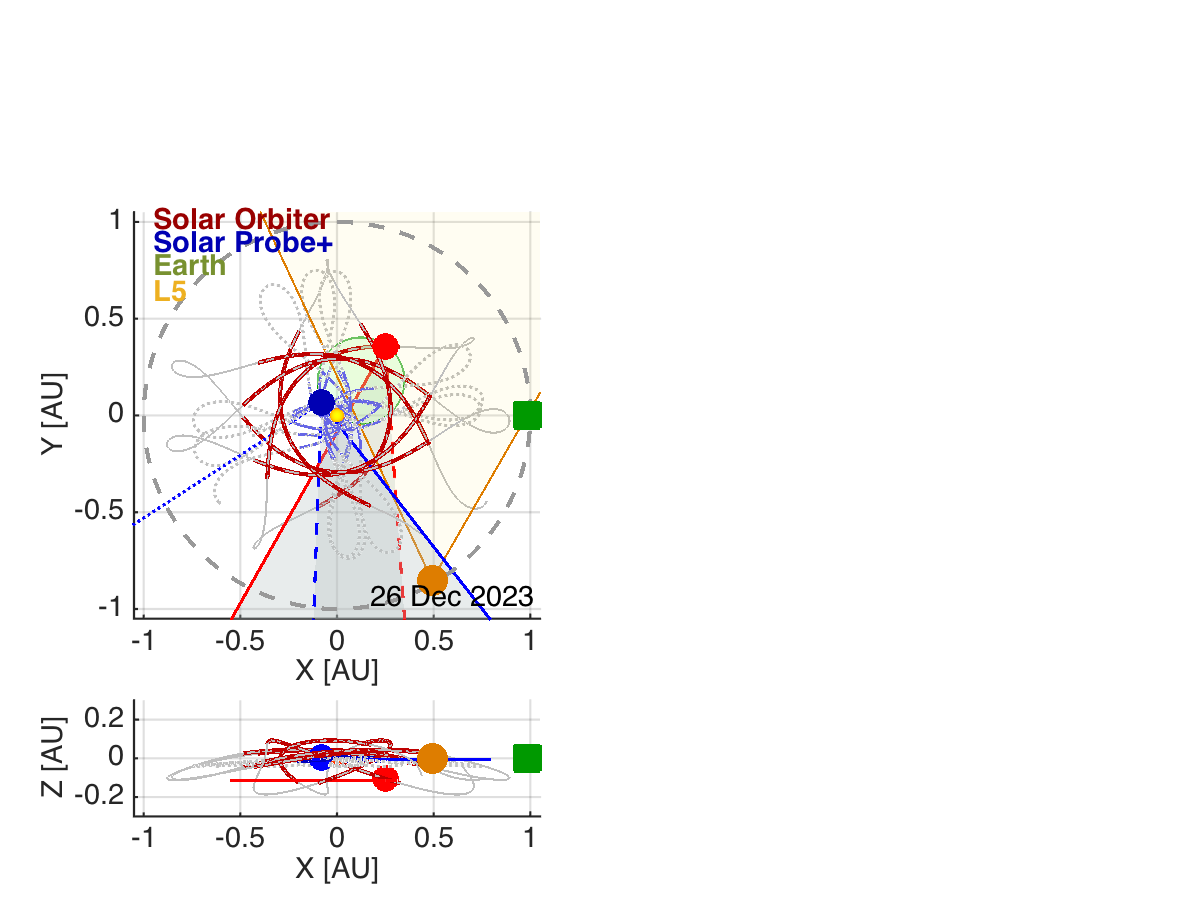 Solar Orbiter
Solar Probe+
Earth
L5
1
0.5
0
-0.5
-1
Y [AU]
26 Dec 2023
-1 -0.5 0 0.5 1
X [AU]
0.2
0
-0.2
Z [AU]
-1 -0.5 0 0.5 1
X [AU]